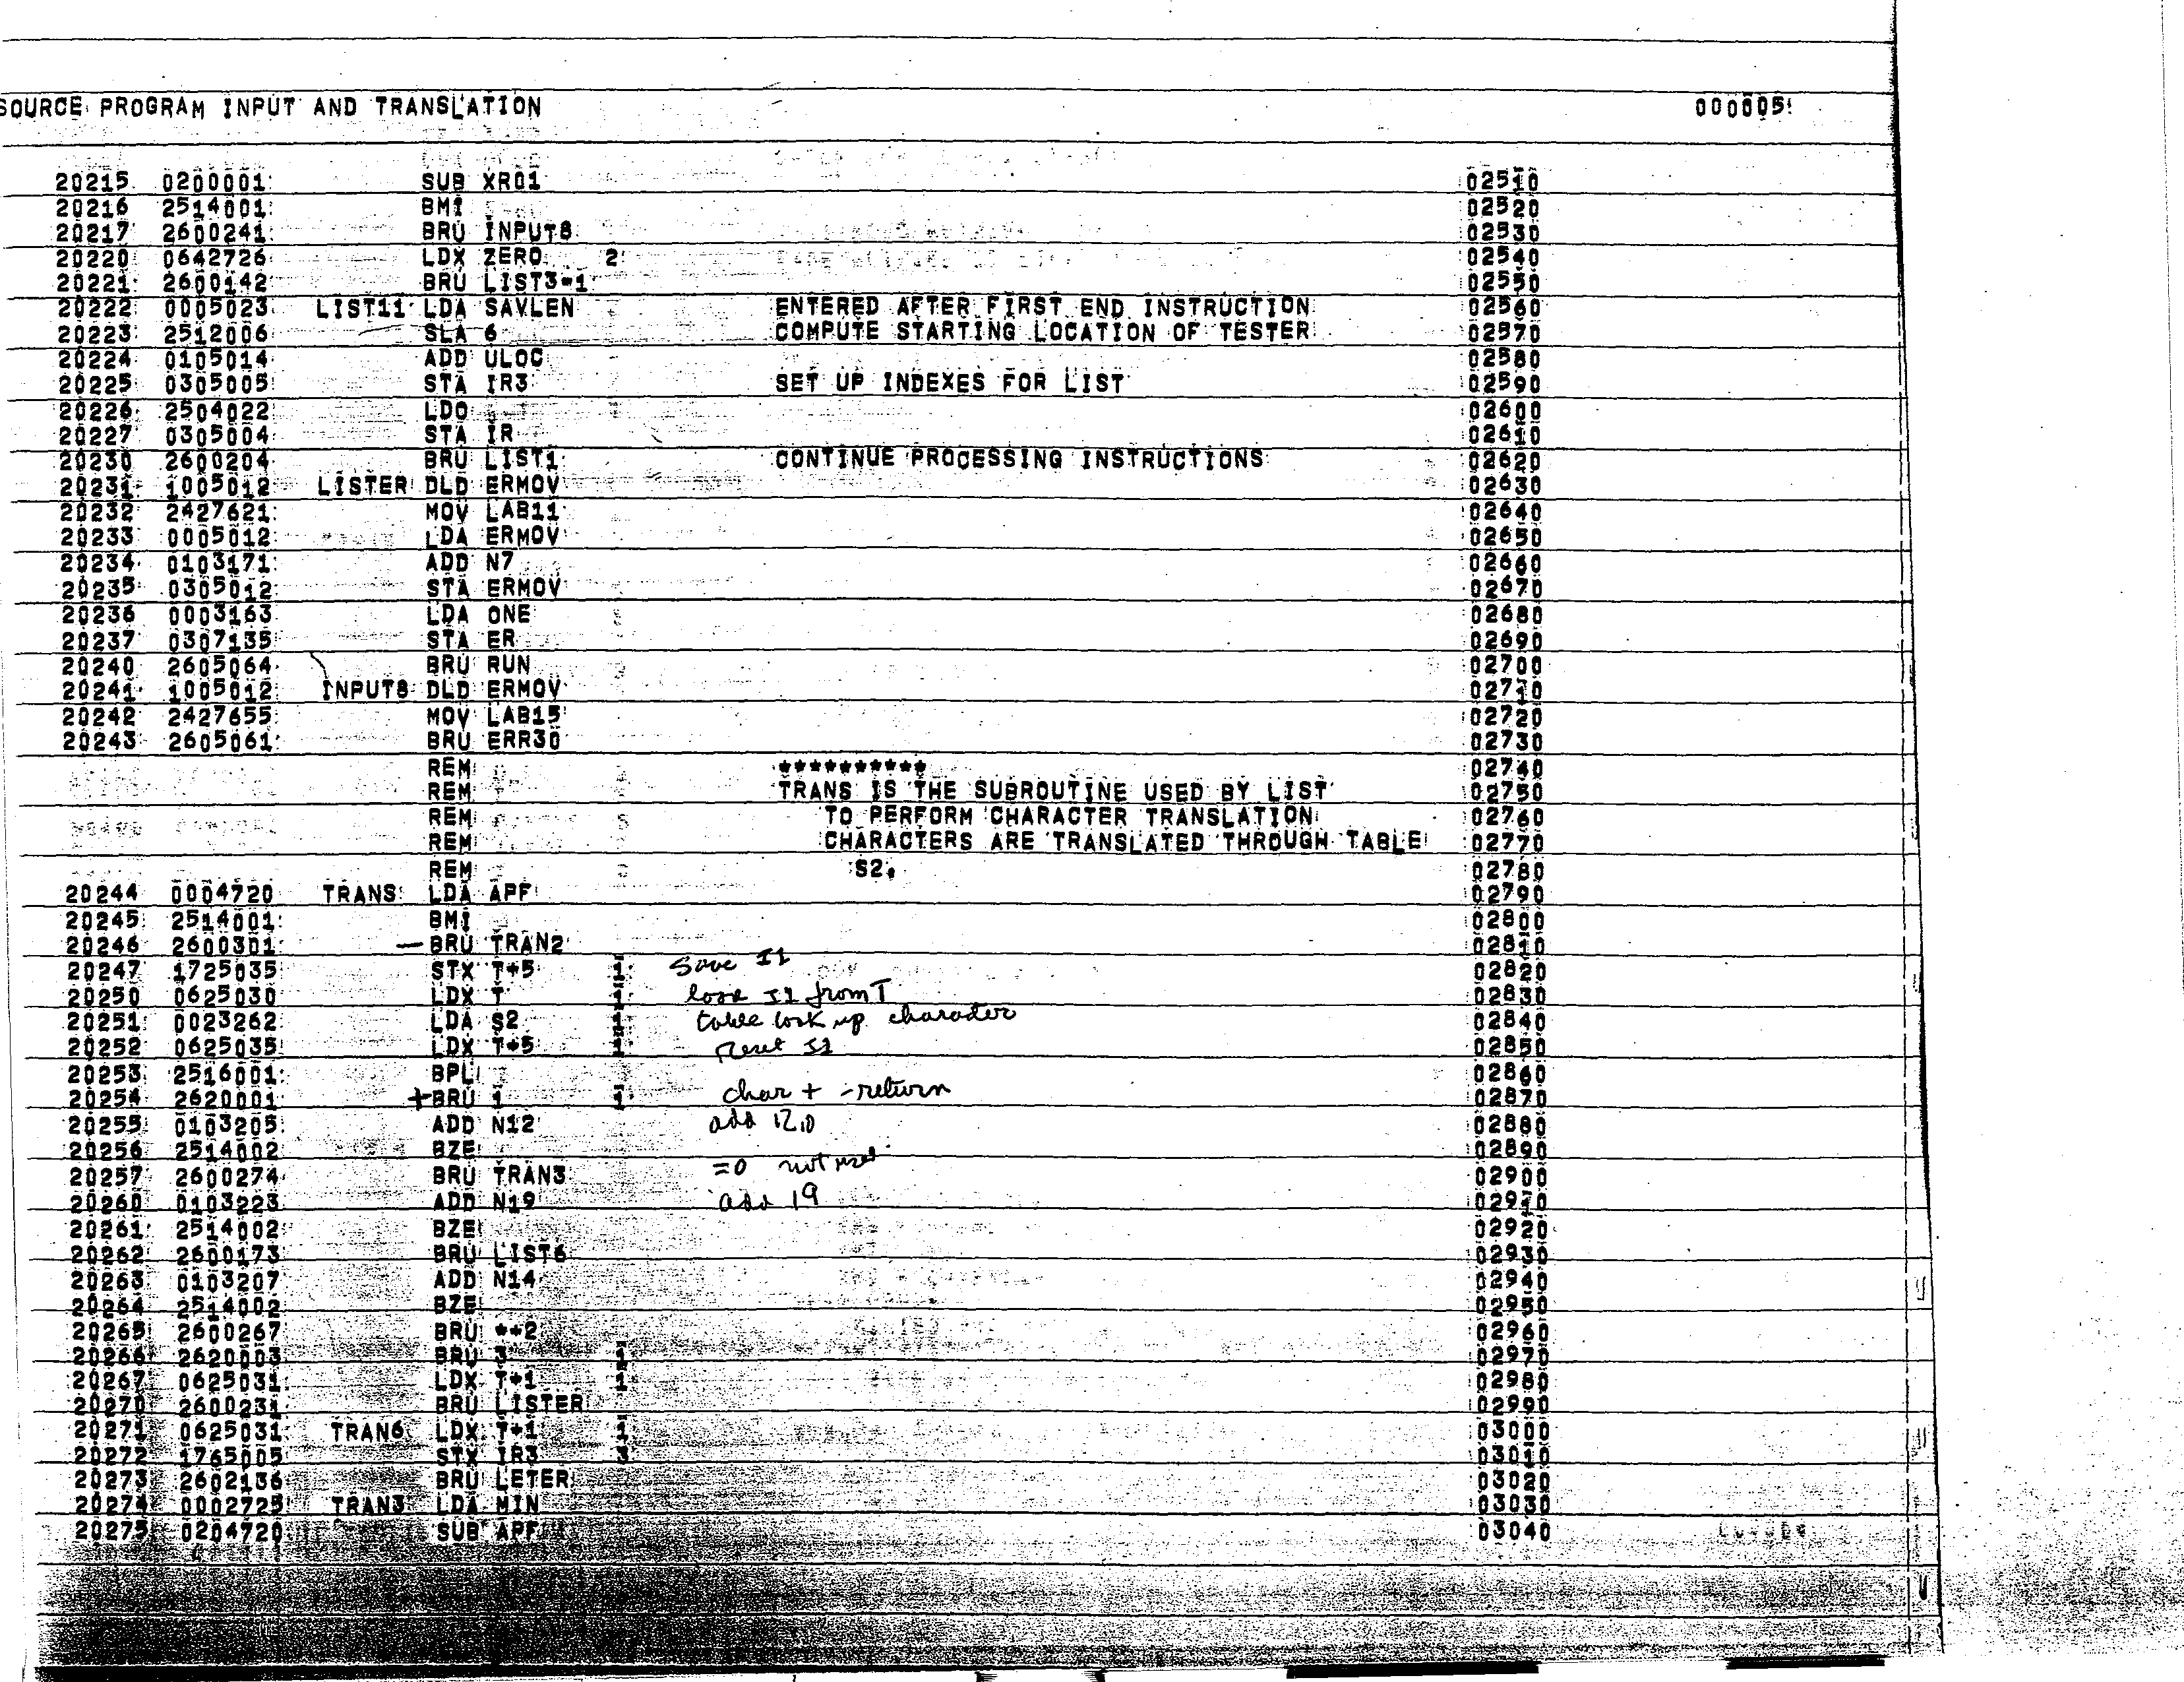 SOURCE PROGRAM INPUT AND TRANSLATION 000005
20215 0200001 SUB XR01 02510
20216 2514001 BMI 02520
20217 2600241 BRU INPUT8 02530
20220 0642726 LDX ZERO 2 02540
20221 2600142 BRU LIST3-1 02550
20222 0005023 LIST11 LDA SAVLEN ENTERED AFTER FIRST END INSTRUCTION 02560
20223 2512006 SLA 6 COMPUTE STARTING LOCATION OF TESTER 02570
20224 0105014 ADD ULOC 02580
20225 0305005 STA IR3 SET UP INDEXES FOR LIST 02590
20226 2504022 LDO 02600
20227 0305004 STA IR 02610
20230 2600204 BRU LIST1 CONTINUE PROCESSING INSTRUCTIONS 02620
20231 1005012 LISTER DLD ERMOV 02630
20232 2427621 MOV LAB11 02640
20233 0005012 LDA ERMOV 02650
20234 0103171 ADD N7 02660
20235 0305012 STA ERMOV 02670
20236 0003163 LDA ONE 02680
20237 0307135 STA ER 02690
20240 2605064 BRU RUN 02700
20241 1005012 INPUT8 DLD ERMOV 02710
20242 2427655 MOV LAB15 02720
20243 2605061 BRU ERR30 02730
REM ********** 02740
REM TRANS IS THE SUBROUTINE USED BY LIST 02750
REM TO PERFORM CHARACTER TRANSLATION 02760
REM CHARACTERS ARE TRANSLATED THROUGH TABLE 02770
REM S2. 02780
20244 0004720 TRANS LDA APF 02790
20245 2514001 BMI 02800
20246 2600301 — BRU TRAN2 02810
20247 1725035 STX T+5 1 Save I1 02820
20250 0625030 LDX T 1 load I1 from T 02830
20251 0023262 LDA S2 1 table look up character 02840
20252 0625035 LDX T+5 1 Reset I1 02850
20253 2516001 BPL 02860
20254 2620001 + BRU 1 1 char + - return 02870
20255 0103205 ADD N12 add 12 02880
20256 2514002 BZE 02890
20257 2600274 BRU TRAN3 =0 not used 02900
20260 0103223 ADD N19 add 19 02910
20261 2514002 BZE 02920
20262 2600173 BRU LIST6 02930
20263 0103207 ADD N14 02940
20264 2514002 BZE 02950
20265 2600267 BRU *+2 02960
20266 2620003 BRU 3 1 02970
20267 0625031 LDX T+1 1 02980
20270 2600231 BRU LISTER 02990
20271 0625031 TRAN6 LDX T+1 1 03000
20272 1765005 STX IR3 3 03010
20273 2602136 BRU LETER 03020
20274 0002725 TRAN3 LDA MIN 03030
20275 0204720 SUB APF 03040